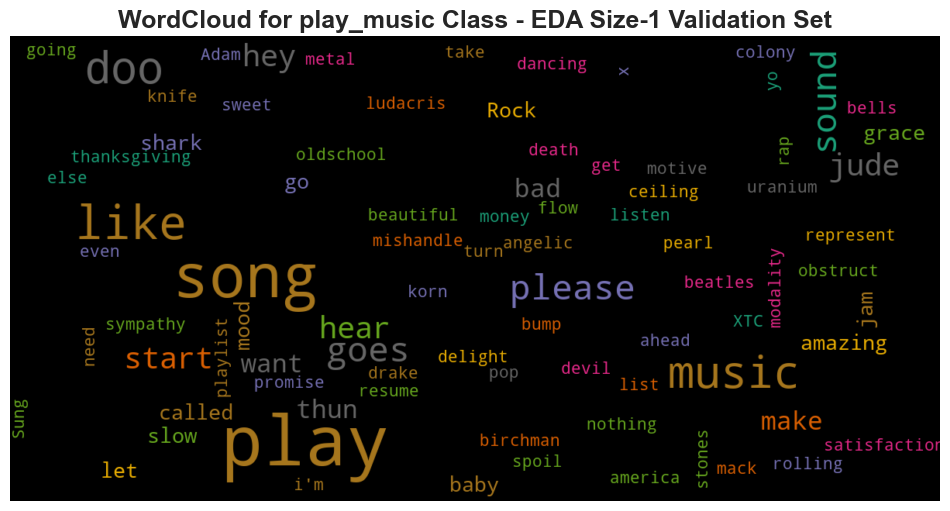 WordCloud for play_music Class - EDA Size-1 Validation Set
going
doo
Adam
hey
metal
take
dancing
x
colony
yo
sound
bells
knife
sweet
ludacris
Rock
grace
shark
thanksgiving
oldschool
death
get
motive
rap
jude
else
go
bad
ceiling
uranium
like
beautiful
money
flow
listen
even
mishandle
turn
angelic
pearl
represent
song
korn
please
beatles
modality
obstruct
sympathy
mood
hear
bump
XTC
jam
need
start
playlist
want
goes
delight
ahead
amazing
promise
drake
resume
pop
devil
list
music
Sung
called
thun
make
slow
play
birchman
nothing
stones
satisfaction
let
i'm
baby
spoil
america
mack
rolling